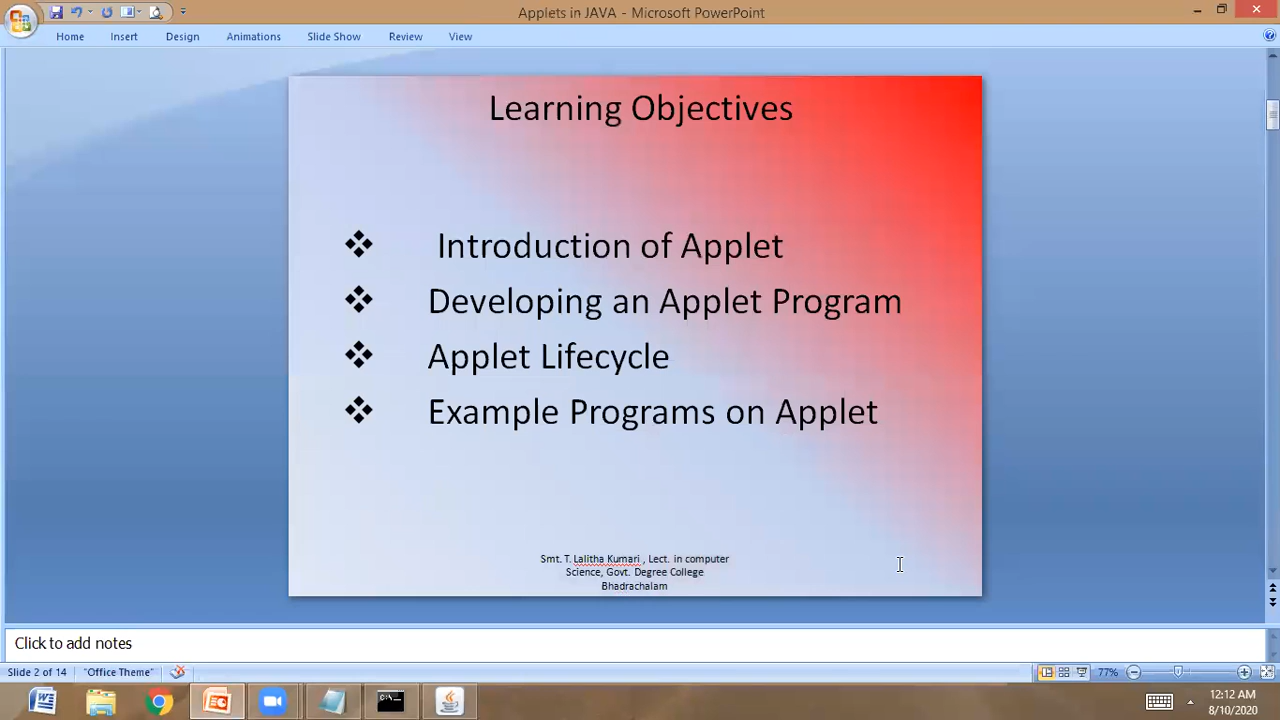 Applets in JAVA - Microsoft PowerPoint
Home Insert Design Animations Slide Show Review View
Learning Objectives
❖ Introduction of Applet
❖ Developing an Applet Program
❖ Applet Lifecycle
❖ Example Programs on Applet
Smt. T. Lalitha Kumari , Lect. in computer
Science, Govt. Degree College
Bhadrachalam
Click to add notes
Slide 2 of 14 "Office Theme" 77%
12:12 AM
8/10/2020